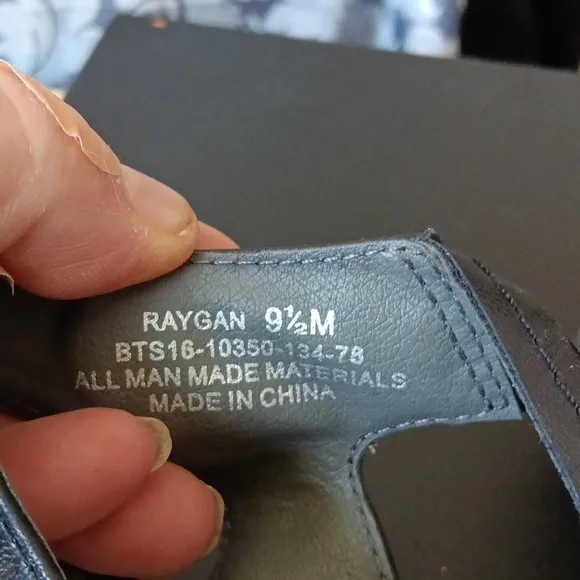 RAYGAN 9½M
BTS16-10350-134-78
ALL MAN MADE MATERIALS
MADE IN CHINA